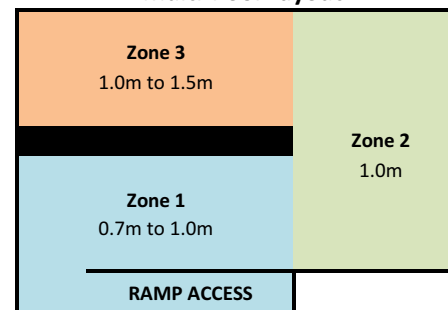 Zone 3
1.0m to 1.5m
Zone 2
1.0m
Zone 1
0.7m to 1.0m
RAMP ACCESS